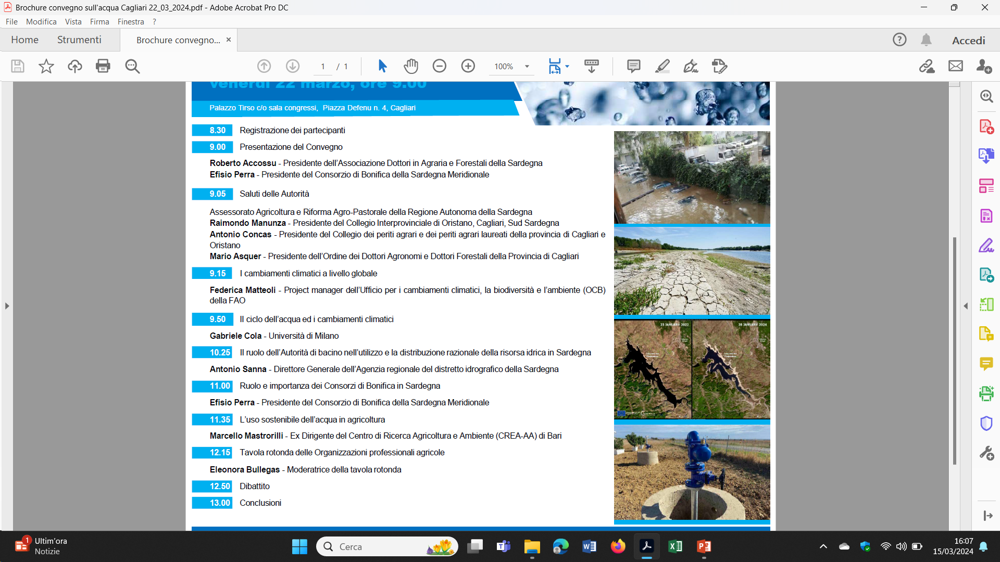 Brochure convegno sull'acqua Cagliari 22_03_2024.pdf - Adobe Acrobat Pro DC
File Modifica Vista Firma Finestra ?
Home Strumenti Brochure convegno... × Accedi
1 / 1 100%
venerdì 22 marzo, ore 9.00
Palazzo Tirso c/o sala congressi, Piazza Defenu n. 4, Cagliari
8.30 Registrazione dei partecipanti
9.00 Presentazione del Convegno
Roberto Accossu - Presidente dell'Associazione Dottori in Agraria e Forestali della Sardegna
Efisio Perra - Presidente del Consorzio di Bonifica della Sardegna Meridionale
9.05 Saluti delle Autorità
Assessorato Agricoltura e Riforma Agro-Pastorale della Regione Autonoma della Sardegna
Raimondo Manunza - Presidente del Collegio Interprovinciale di Oristano, Cagliari, Sud Sardegna
Antonio Concas - Presidente del Collegio dei periti agrari e dei periti agrari laureati della provincia di Cagliari e
Oristano
Mario Asquer - Presidente dell'Ordine dei Dottori Agronomi e Dottori Forestali della Provincia di Cagliari
9.15 I cambiamenti climatici a livello globale
Federica Matteoli - Project manager dell'Ufficio per i cambiamenti climatici, la biodiversità e l'ambiente (OCB)
della FAO
9.50 Il ciclo dell'acqua ed i cambiamenti climatici
23 JANUARY 2022 28 JANUARY 2024
Gabriele Cola - Università di Milano
10.25 Il ruolo dell'Autorità di bacino nell'utilizzo e la distribuzione razionale della risorsa idrica in Sardegna
Antonio Sanna - Direttore Generale dell'Agenzia regionale del distretto idrografico della Sardegna
11.00 Ruolo e importanza dei Consorzi di Bonifica in Sardegna
Efisio Perra - Presidente del Consorzio di Bonifica della Sardegna Meridionale
11.35 L'uso sostenibile dell'acqua in agricoltura
Marcello Mastrorilli - Ex Dirigente del Centro di Ricerca Agricoltura e Ambiente (CREA-AA) di Bari
12.15 Tavola rotonda delle Organizzazioni professionali agricole
Eleonora Bullegas - Moderatrice della tavola rotonda
12.50 Dibattito
13.00 Conclusioni
1 Ultim'ora
Notizie
Cerca
16:07
15/03/2024